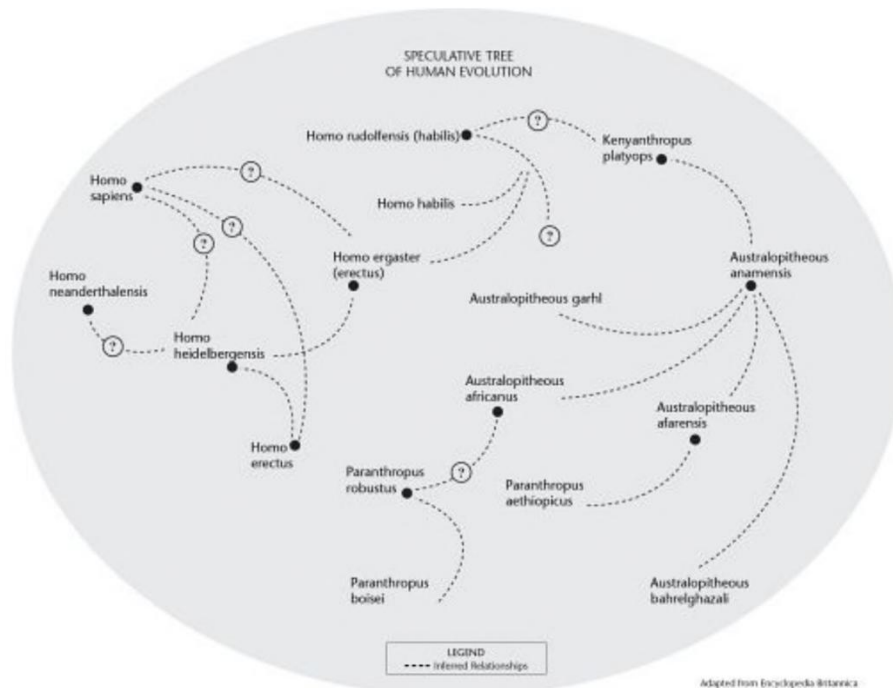 SPECULATIVE TREE
OF HUMAN EVOLUTION
Homo rudolfensis (habilis)
?
Kenyanthropus
platyops
Homo
sapiens
?
Homo habilis
?
?
?
Homo ergaster
(erectus)
Australopitheous
anamensis
Homo
neanderthalensis
Australopitheous garhl
?
Homo
heidelbergensis
Australopitheous
africanus
Australopitheous
afarensis
Homo
erectus
Paranthropus
robustus
?
Paranthropus
aethiopicus
Paranthropus
boisei
Australopitheous
bahrelghazali
LEGEND
---- Inferred Relationships
Adapted from Encyclopedia Britannica